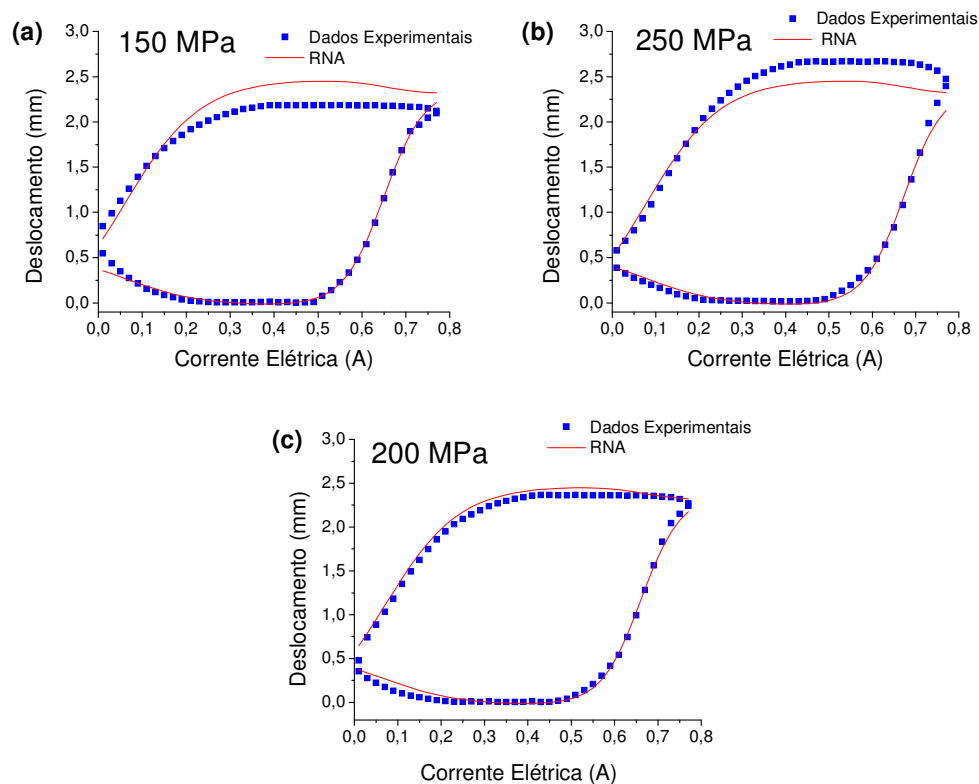 (a)
150 MPa
Dados Experimentais
RNA
3,0
2,5
2,0
1,5
1,0
0,5
0,0
Deslocamento (mm)
0,0 0,1 0,2 0,3 0,4 0,5 0,6 0,7 0,8
Corrente Elétrica (A)
(b)
250 MPa
Dados Experimentais
RNA
3,0
2,5
2,0
1,5
1,0
0,5
0,0
Deslocamento (mm)
0,0 0,1 0,2 0,3 0,4 0,5 0,6 0,7 0,8
Corrente Elétrica (A)
(c)
200 MPa
Dados Experimentais
RNA
3,0
2,5
2,0
1,5
1,0
0,5
0,0
Deslocamento (mm)
0,0 0,1 0,2 0,3 0,4 0,5 0,6 0,7 0,8
Corrente Elétrica (A)